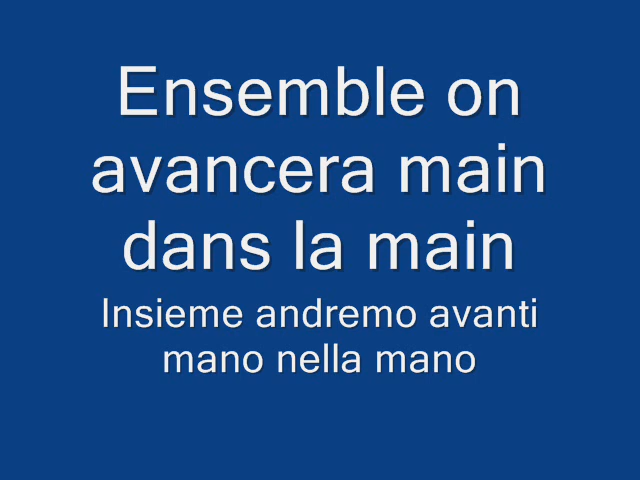 Ensemble on
avancera main
dans la main
Insieme andremo avanti
mano nella mano